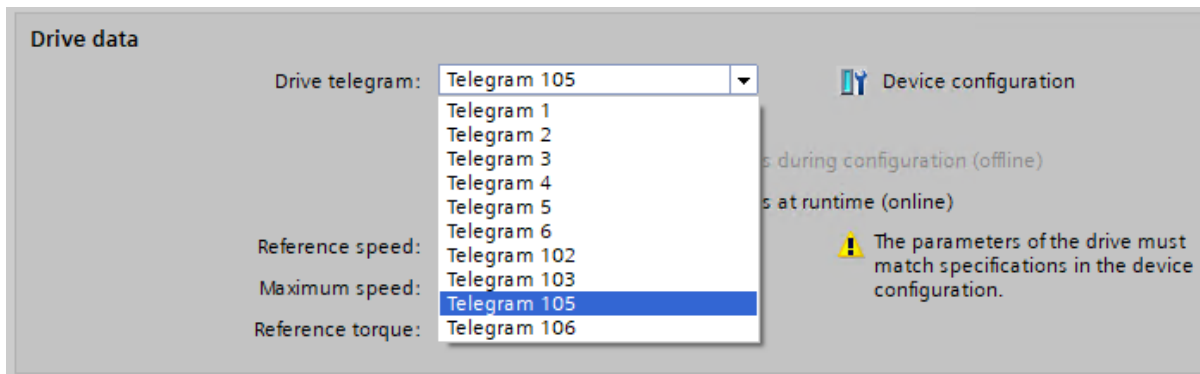 Drive data
Drive telegram: Telegram 105 Device configuration
Telegram 1
Telegram 2
Telegram 3
s during configuration (offline)
Telegram 4
Telegram 5
s at runtime (online)
Telegram 6
Reference speed:
The parameters of the drive must
match specifications in the device
configuration.
Telegram 102
Telegram 103
Maximum speed:
Telegram 105
Reference torque:
Telegram 106